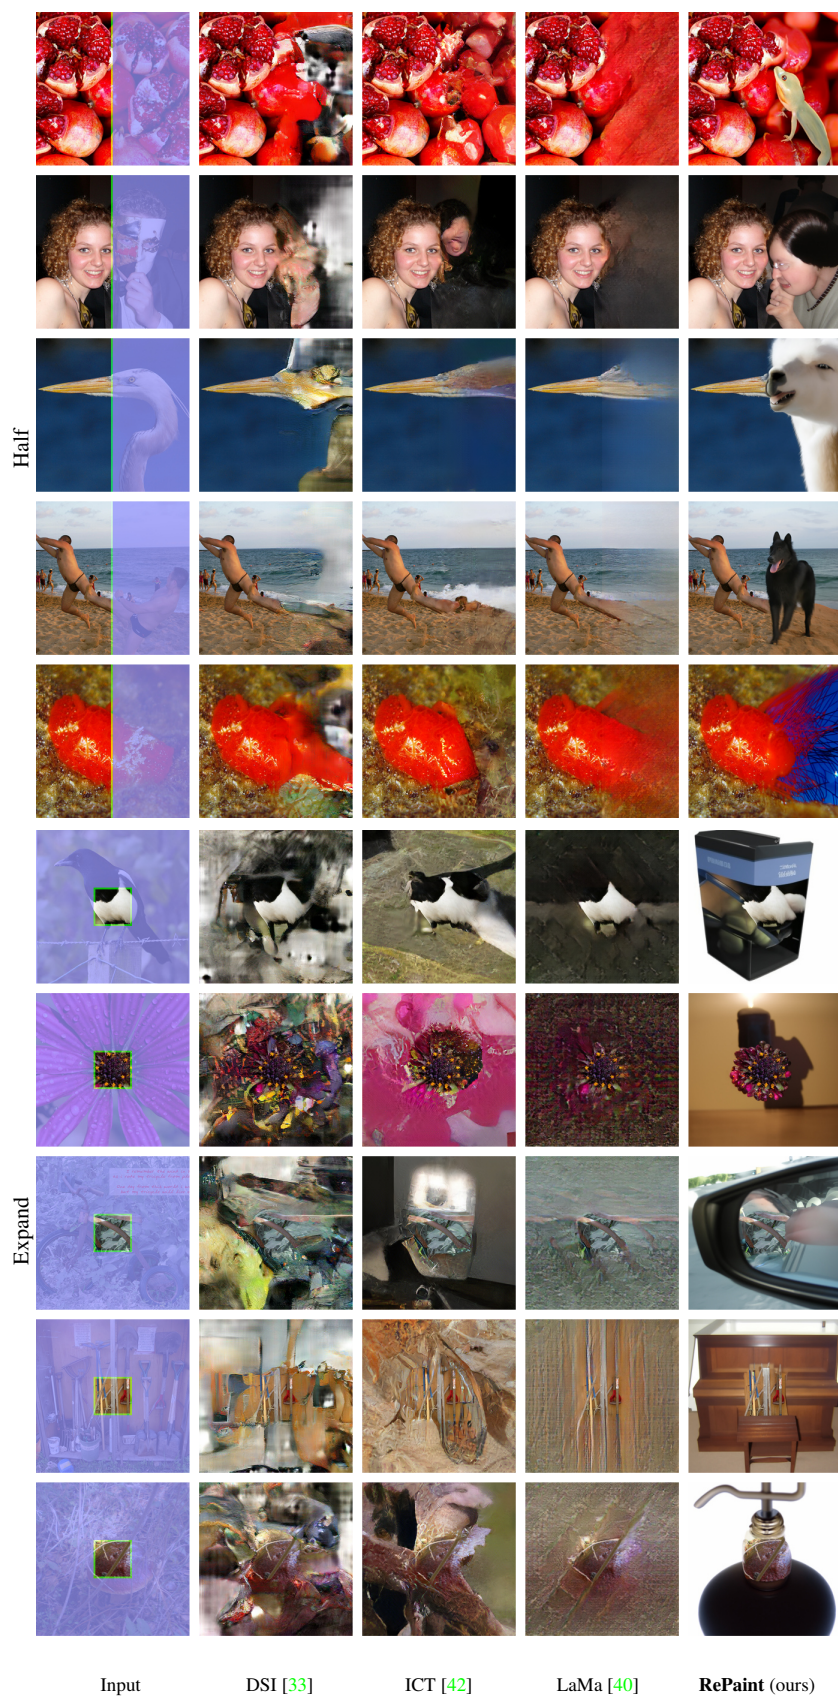 Half
Expand
Input
DSI [33]
ICT [42]
LaMa [40]
RePaint (ours)